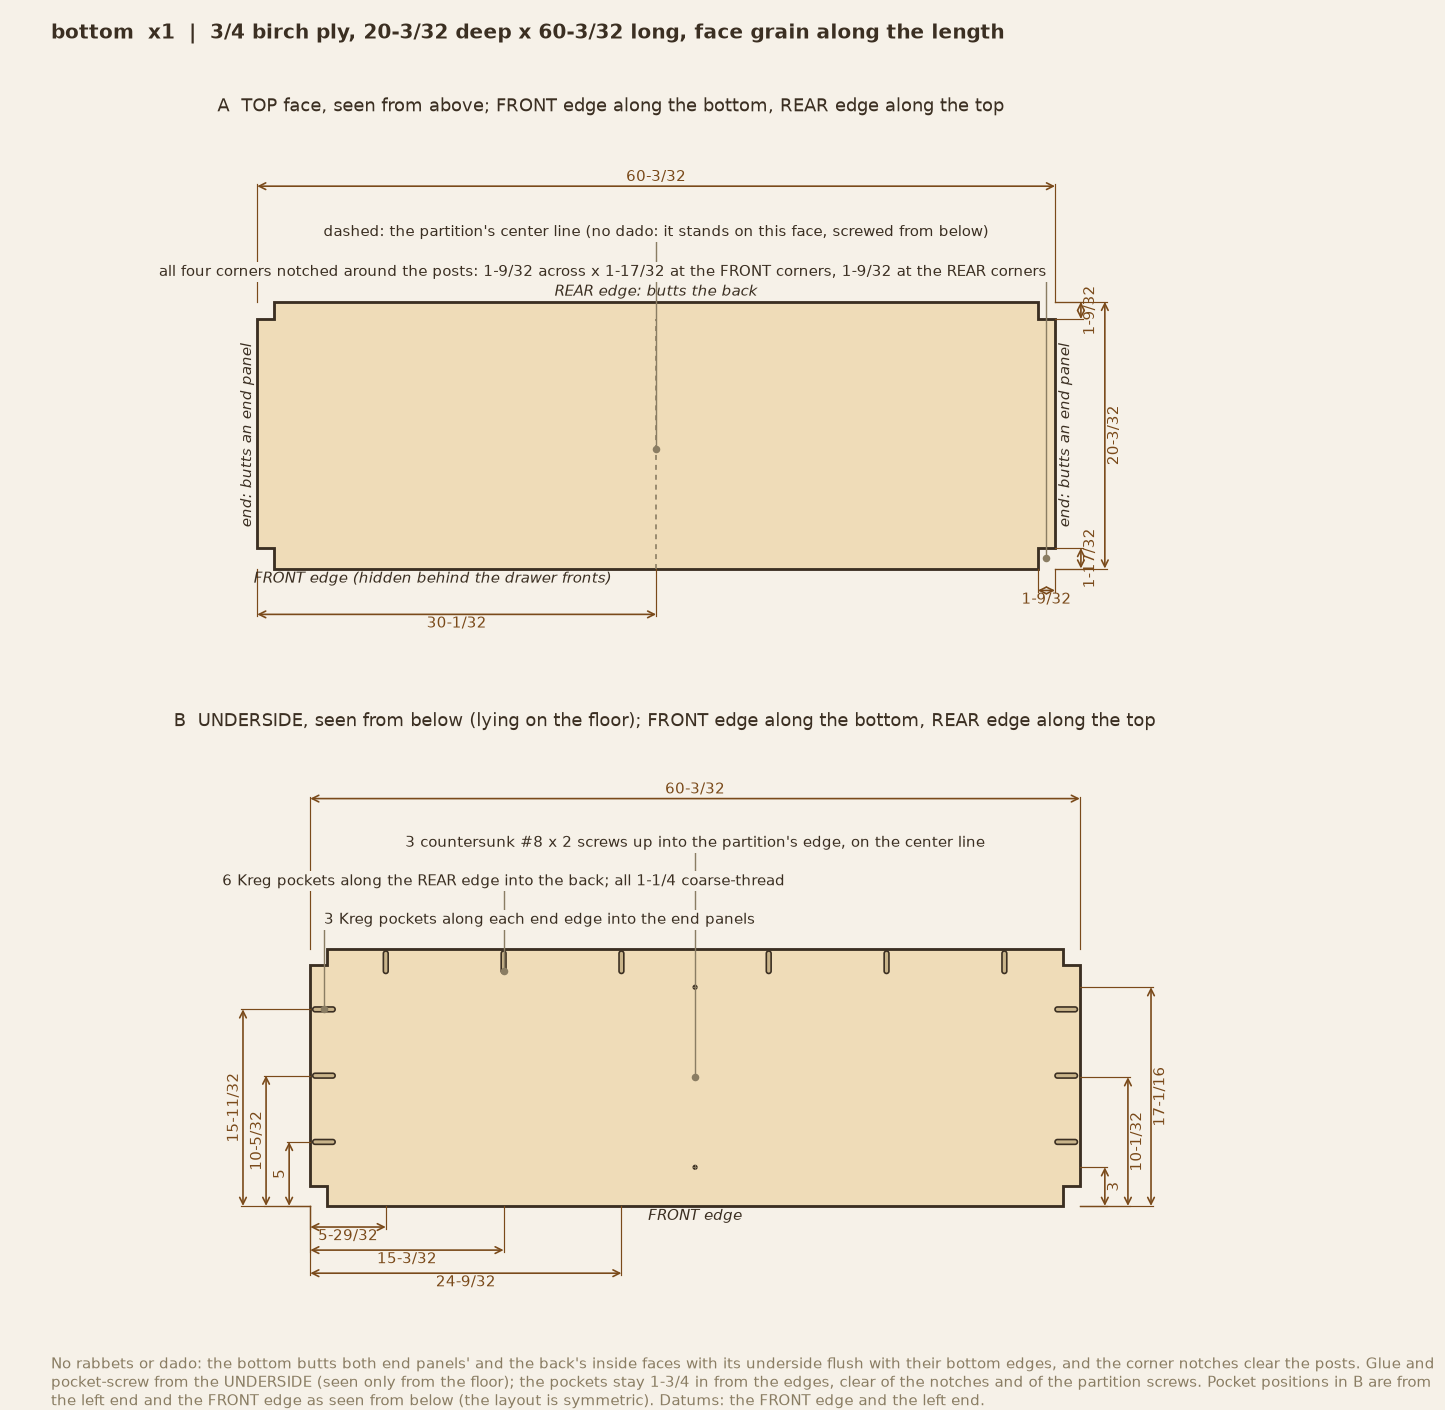 bottom  x1  |  3/4 birch ply, 20-3/32 deep x 60-3/32 long, face grain along the length
A  TOP face, seen from above; FRONT edge along the bottom, REAR edge along the top
60-3/32
dashed: the partition's center line (no dado: it stands on this face, screwed from below)
all four corners notched around the posts: 1-9/32 across x 1-17/32 at the FRONT corners, 1-9/32 at the REAR corners
REAR edge: butts the back
1-9/32
end: butts an end panel
end: butts an end panel
20-3/32
1-17/32
FRONT edge (hidden behind the drawer fronts)
1-9/32
30-1/32
B  UNDERSIDE, seen from below (lying on the floor); FRONT edge along the bottom, REAR edge along the top
60-3/32
3 countersunk #8 x 2 screws up into the partition's edge, on the center line
6 Kreg pockets along the REAR edge into the back; all 1-1/4 coarse-thread
3 Kreg pockets along each end edge into the end panels
15-11/32
10-5/32
5
17-1/16
10-1/32
3
FRONT edge
5-29/32
15-3/32
24-9/32
No rabbets or dado: the bottom butts both end panels' and the back's inside faces with its underside flush with their bottom edges, and the corner notches clear the posts. Glue and
pocket-screw from the UNDERSIDE (seen only from the floor); the pockets stay 1-3/4 in from the edges, clear of the notches and of the partition screws. Pocket positions in B are from
the left end and the FRONT edge as seen from below (the layout is symmetric). Datums: the FRONT edge and the left end.